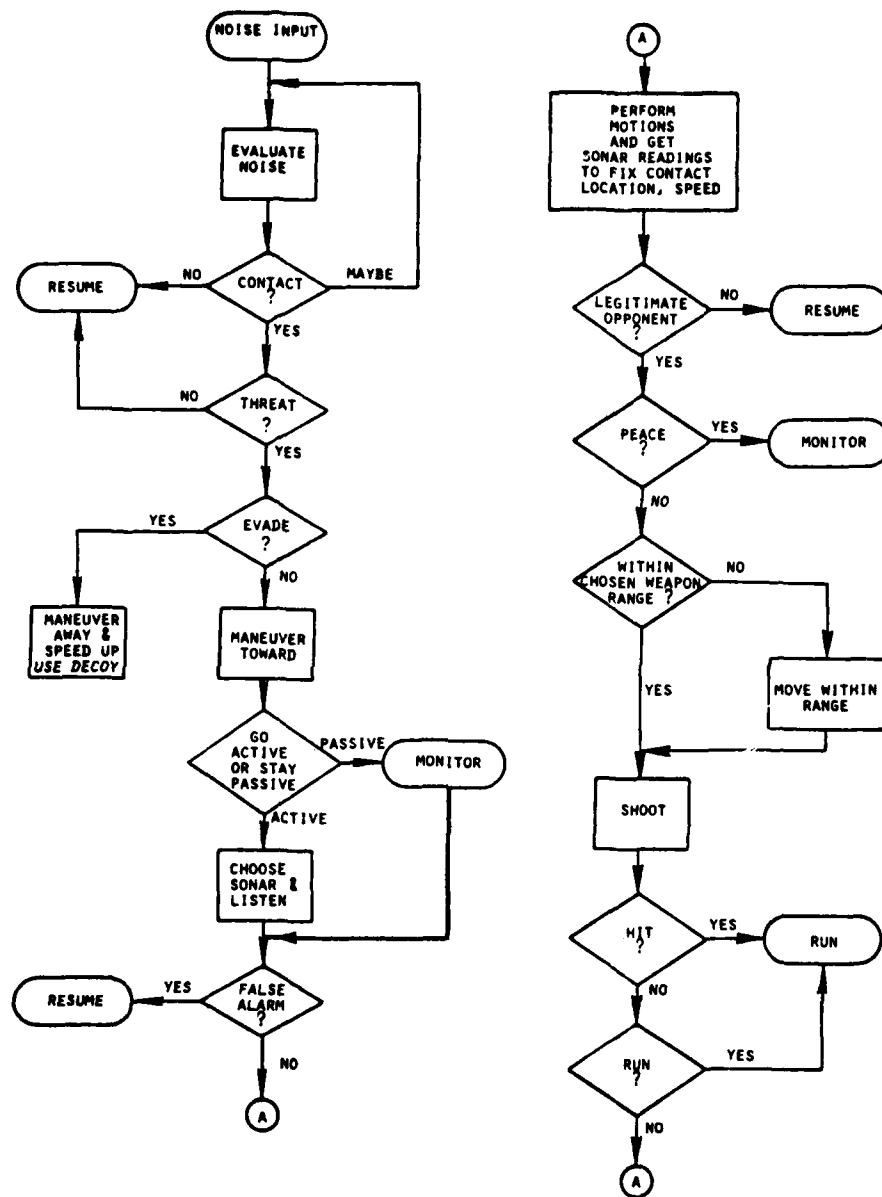 NOISE INPUT
EVALUATE
NOISE
CONTACT
?
NO
MAYBE
RESUME
YES
THREAT
?
NO
YES
EVADE
?
YES
NO
MANEUVER
AWAY &
SPEED UP
USE DECOY
MANEUVER
TOWARD
GO
ACTIVE
OR STAY
PASSIVE
PASSIVE
MONITOR
ACTIVE
CHOOSE
SONAR &
LISTEN
FALSE
ALARM
?
YES
RESUME
NO
A
A
PERFORM
MOTIONS
AND GET
SONAR READINGS
TO FIX CONTACT
LOCATION, SPEED
LEGITIMATE
OPPONENT
?
NO
RESUME
YES
PEACE
?
YES
MONITOR
NO
WITHIN
CHOSEN WEAPON
RANGE ?
NO
YES
MOVE WITHIN
RANGE
SHOOT
HIT
?
YES
RUN
NO
RUN
?
YES
NO
A